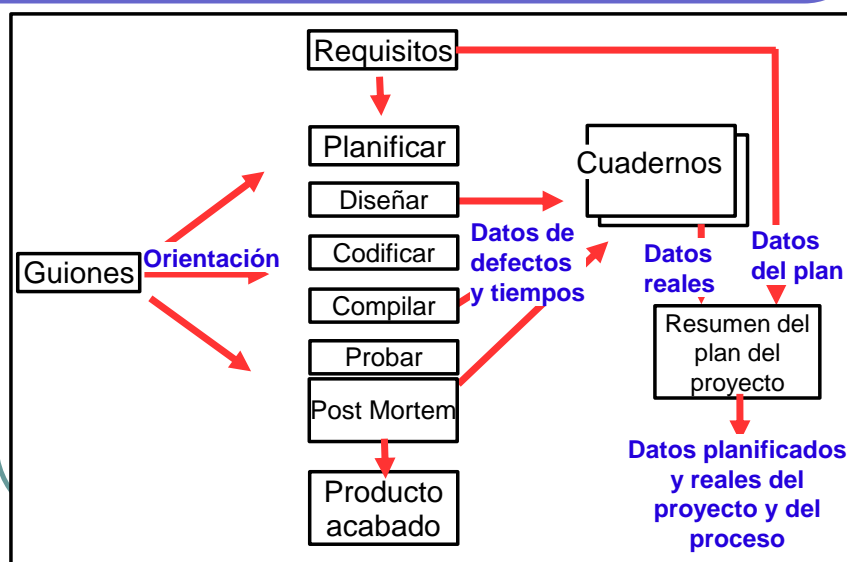 Requisitos
Planificar
Diseñar
Codificar
Compilar
Probar
Post Mortem
Producto
acabado
Guiones
Orientación
Datos de
defectos
y tiempos
Cuadernos
Datos
reales
Datos
del plan
Resumen del
plan del
proyecto
Datos planificados
y reales del
proyecto y del
proceso